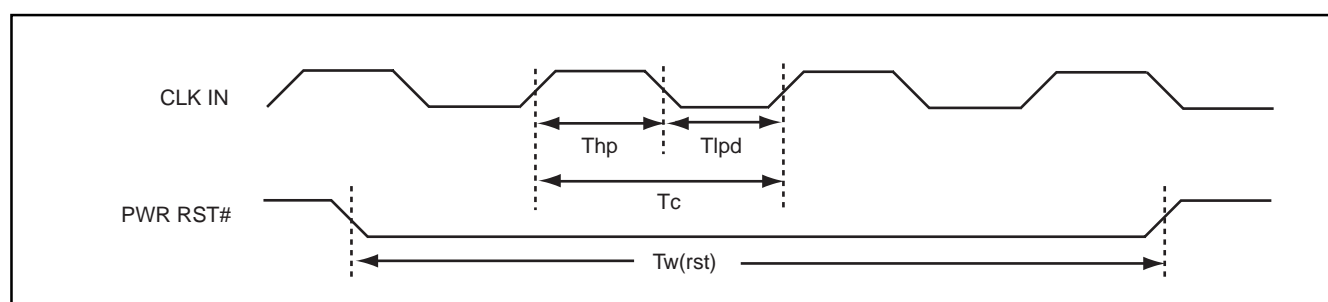 CLK IN
Thp
Tlpd
Tc
PWR RST#
Tw(rst)